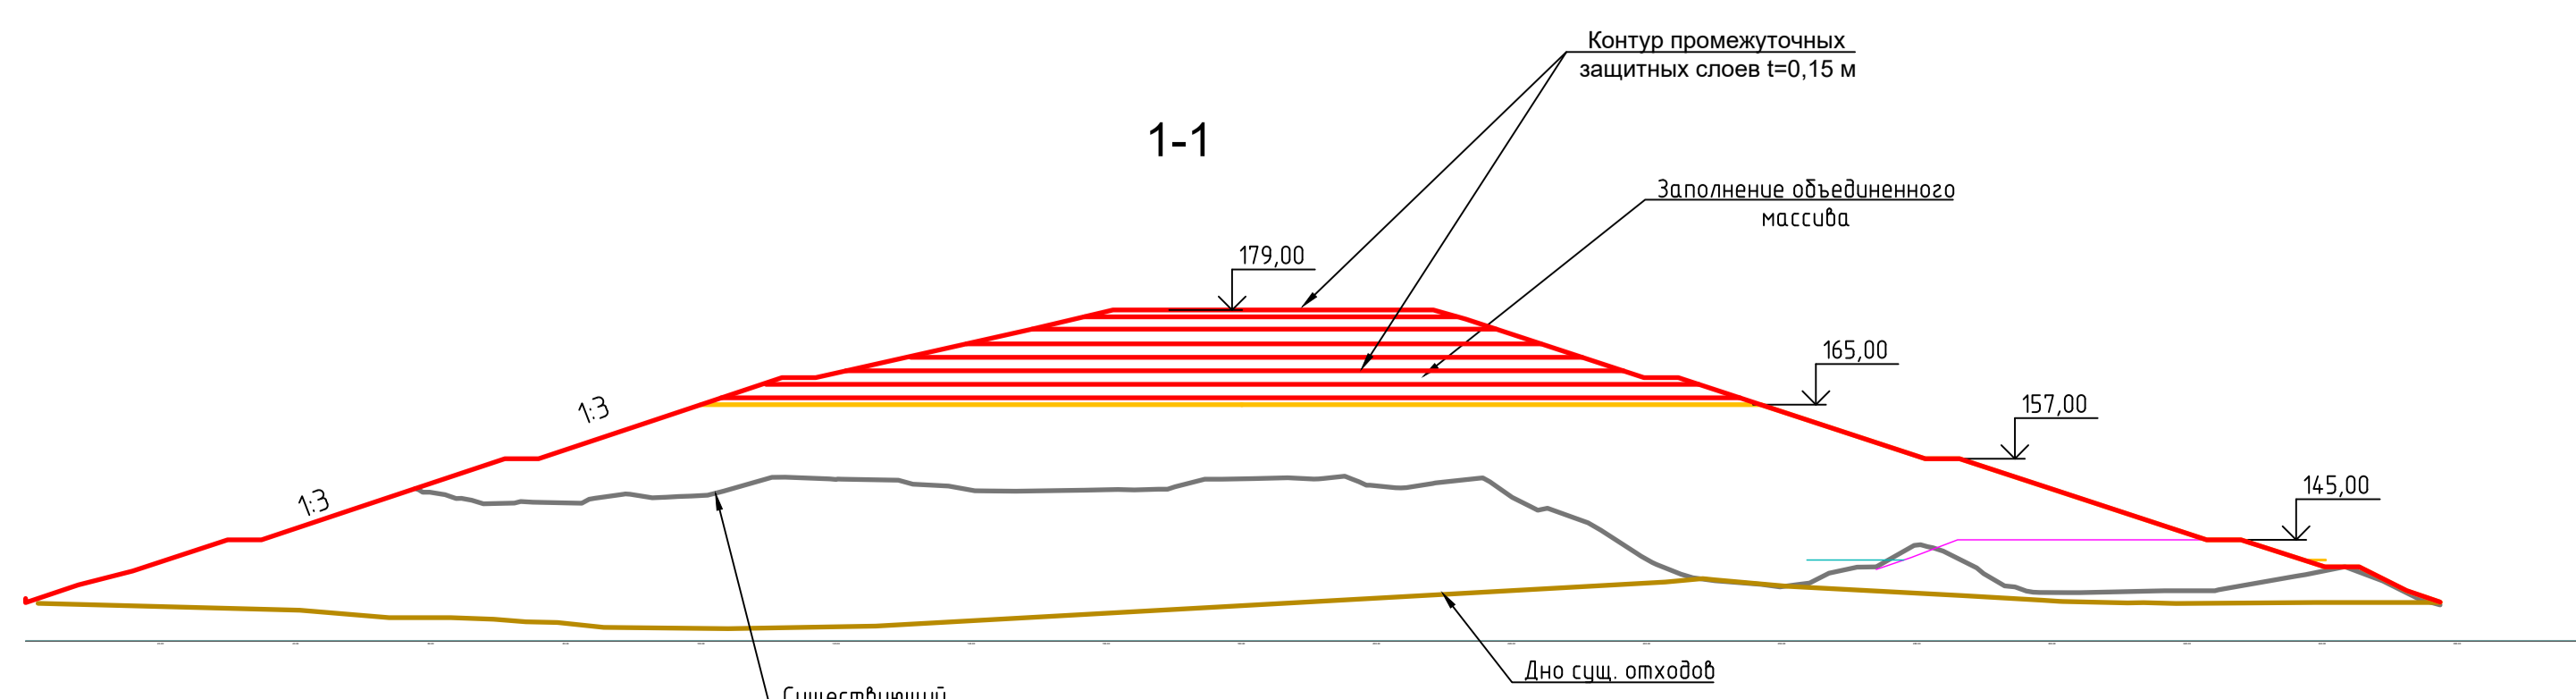 Контур промежуточных
защитных слоев t=0,15 м
1-1
Заполнение объединенного
массива
179,00
165,00
1:3
157,00
1:3
145,00
Дно сущ. отходов
Существующий